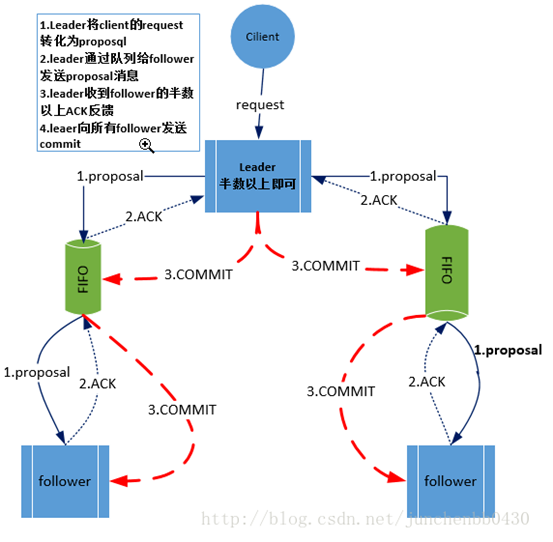 1.Leader将client的request
转化为proposql
2.leader通过队列给follower
发送proposal消息
3.leader收到follower的半数
以上ACK反馈
4.leaer向所有follower发送
commit
Cilient
request
Leader
半数以上即可
1.proposal
1.proposal
2.ACK
2.ACK
FIFO
FIFO
3.COMMIT
3.COMMIT
1.proposal
2.ACK
3.COMMIT
3.COMMIT
2.ACK
1.proposal
follower
follower
http://blog.csdn.net/junchenbb0430